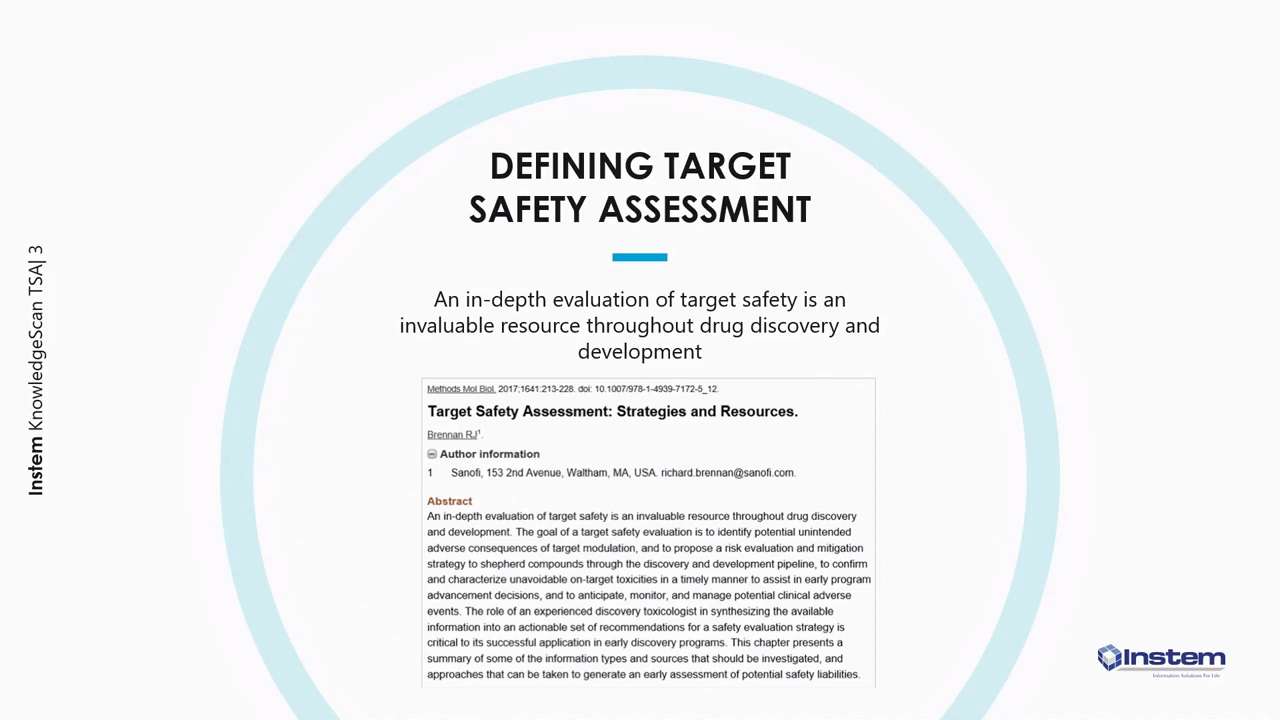 DEFINING TARGET
SAFETY ASSESSMENT
An in-depth evaluation of target safety is an
invaluable resource throughout drug discovery and
development
Methods Mol Biol. 2017;1641:213-228. doi: 10.1007/978-1-4939-7172-5_12.
Target Safety Assessment: Strategies and Resources.
Brennan RJ1.
Author information
1 Sanofi, 153 2nd Avenue, Waltham, MA, USA. richard.brennan@sanofi.com.
Abstract
An in-depth evaluation of target safety is an invaluable resource throughout drug discovery
and development. The goal of a target safety evaluation is to identify potential unintended
adverse consequences of target modulation, and to propose a risk evaluation and mitigation
strategy to shepherd compounds through the discovery and development pipeline, to confirm
and characterize unavoidable on-target toxicities in a timely manner to assist in early program
advancement decisions, and to anticipate, monitor, and manage potential clinical adverse
events. The role of an experienced discovery toxicologist in synthesizing the available
information into an actionable set of recommendations for a safety evaluation strategy is
critical to its successful application in early discovery programs. This chapter presents a
summary of some of the information types and sources that should be investigated, and
approaches that can be taken to generate an early assessment of potential safety liabilities.
Instem KnowledgeScan TSA| 3
Instem
Information Solutions For Life